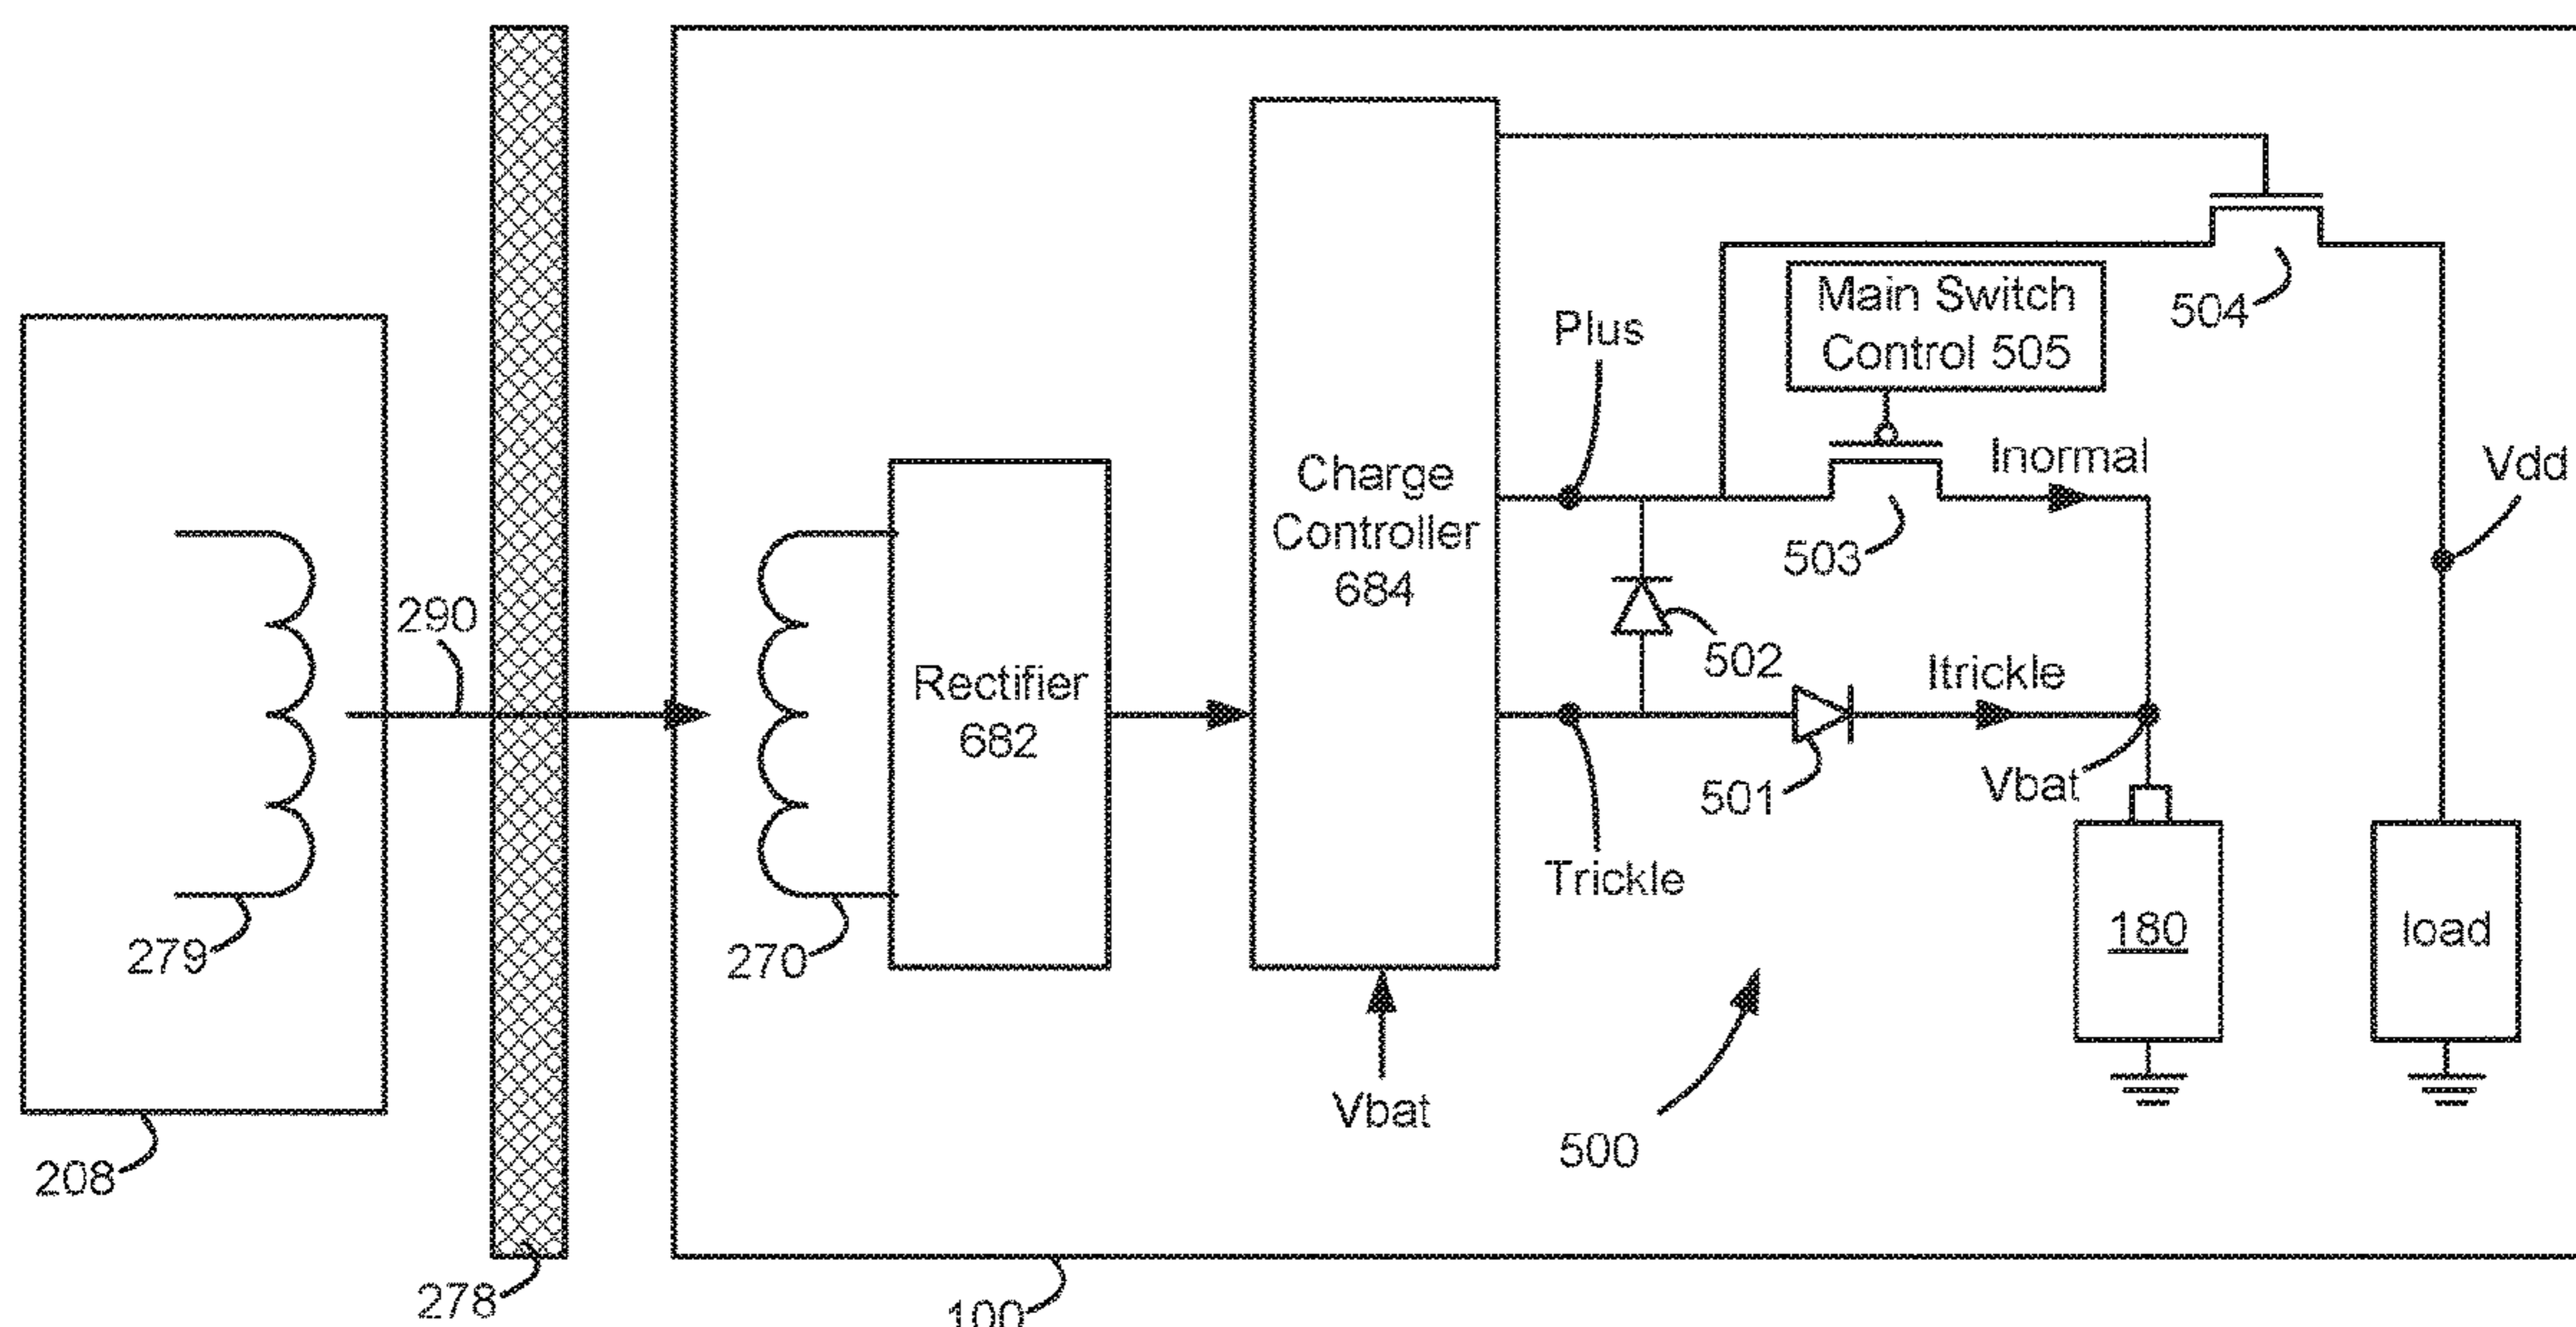 Main Switch
Control 505
504
Plus
Inormal
Vdd
Charge
Controller
684
503
290
502
Itrickle
Rectifier
682
501
Vbat
Trickle
279
270
180
load
Vbat
500
208
278
100